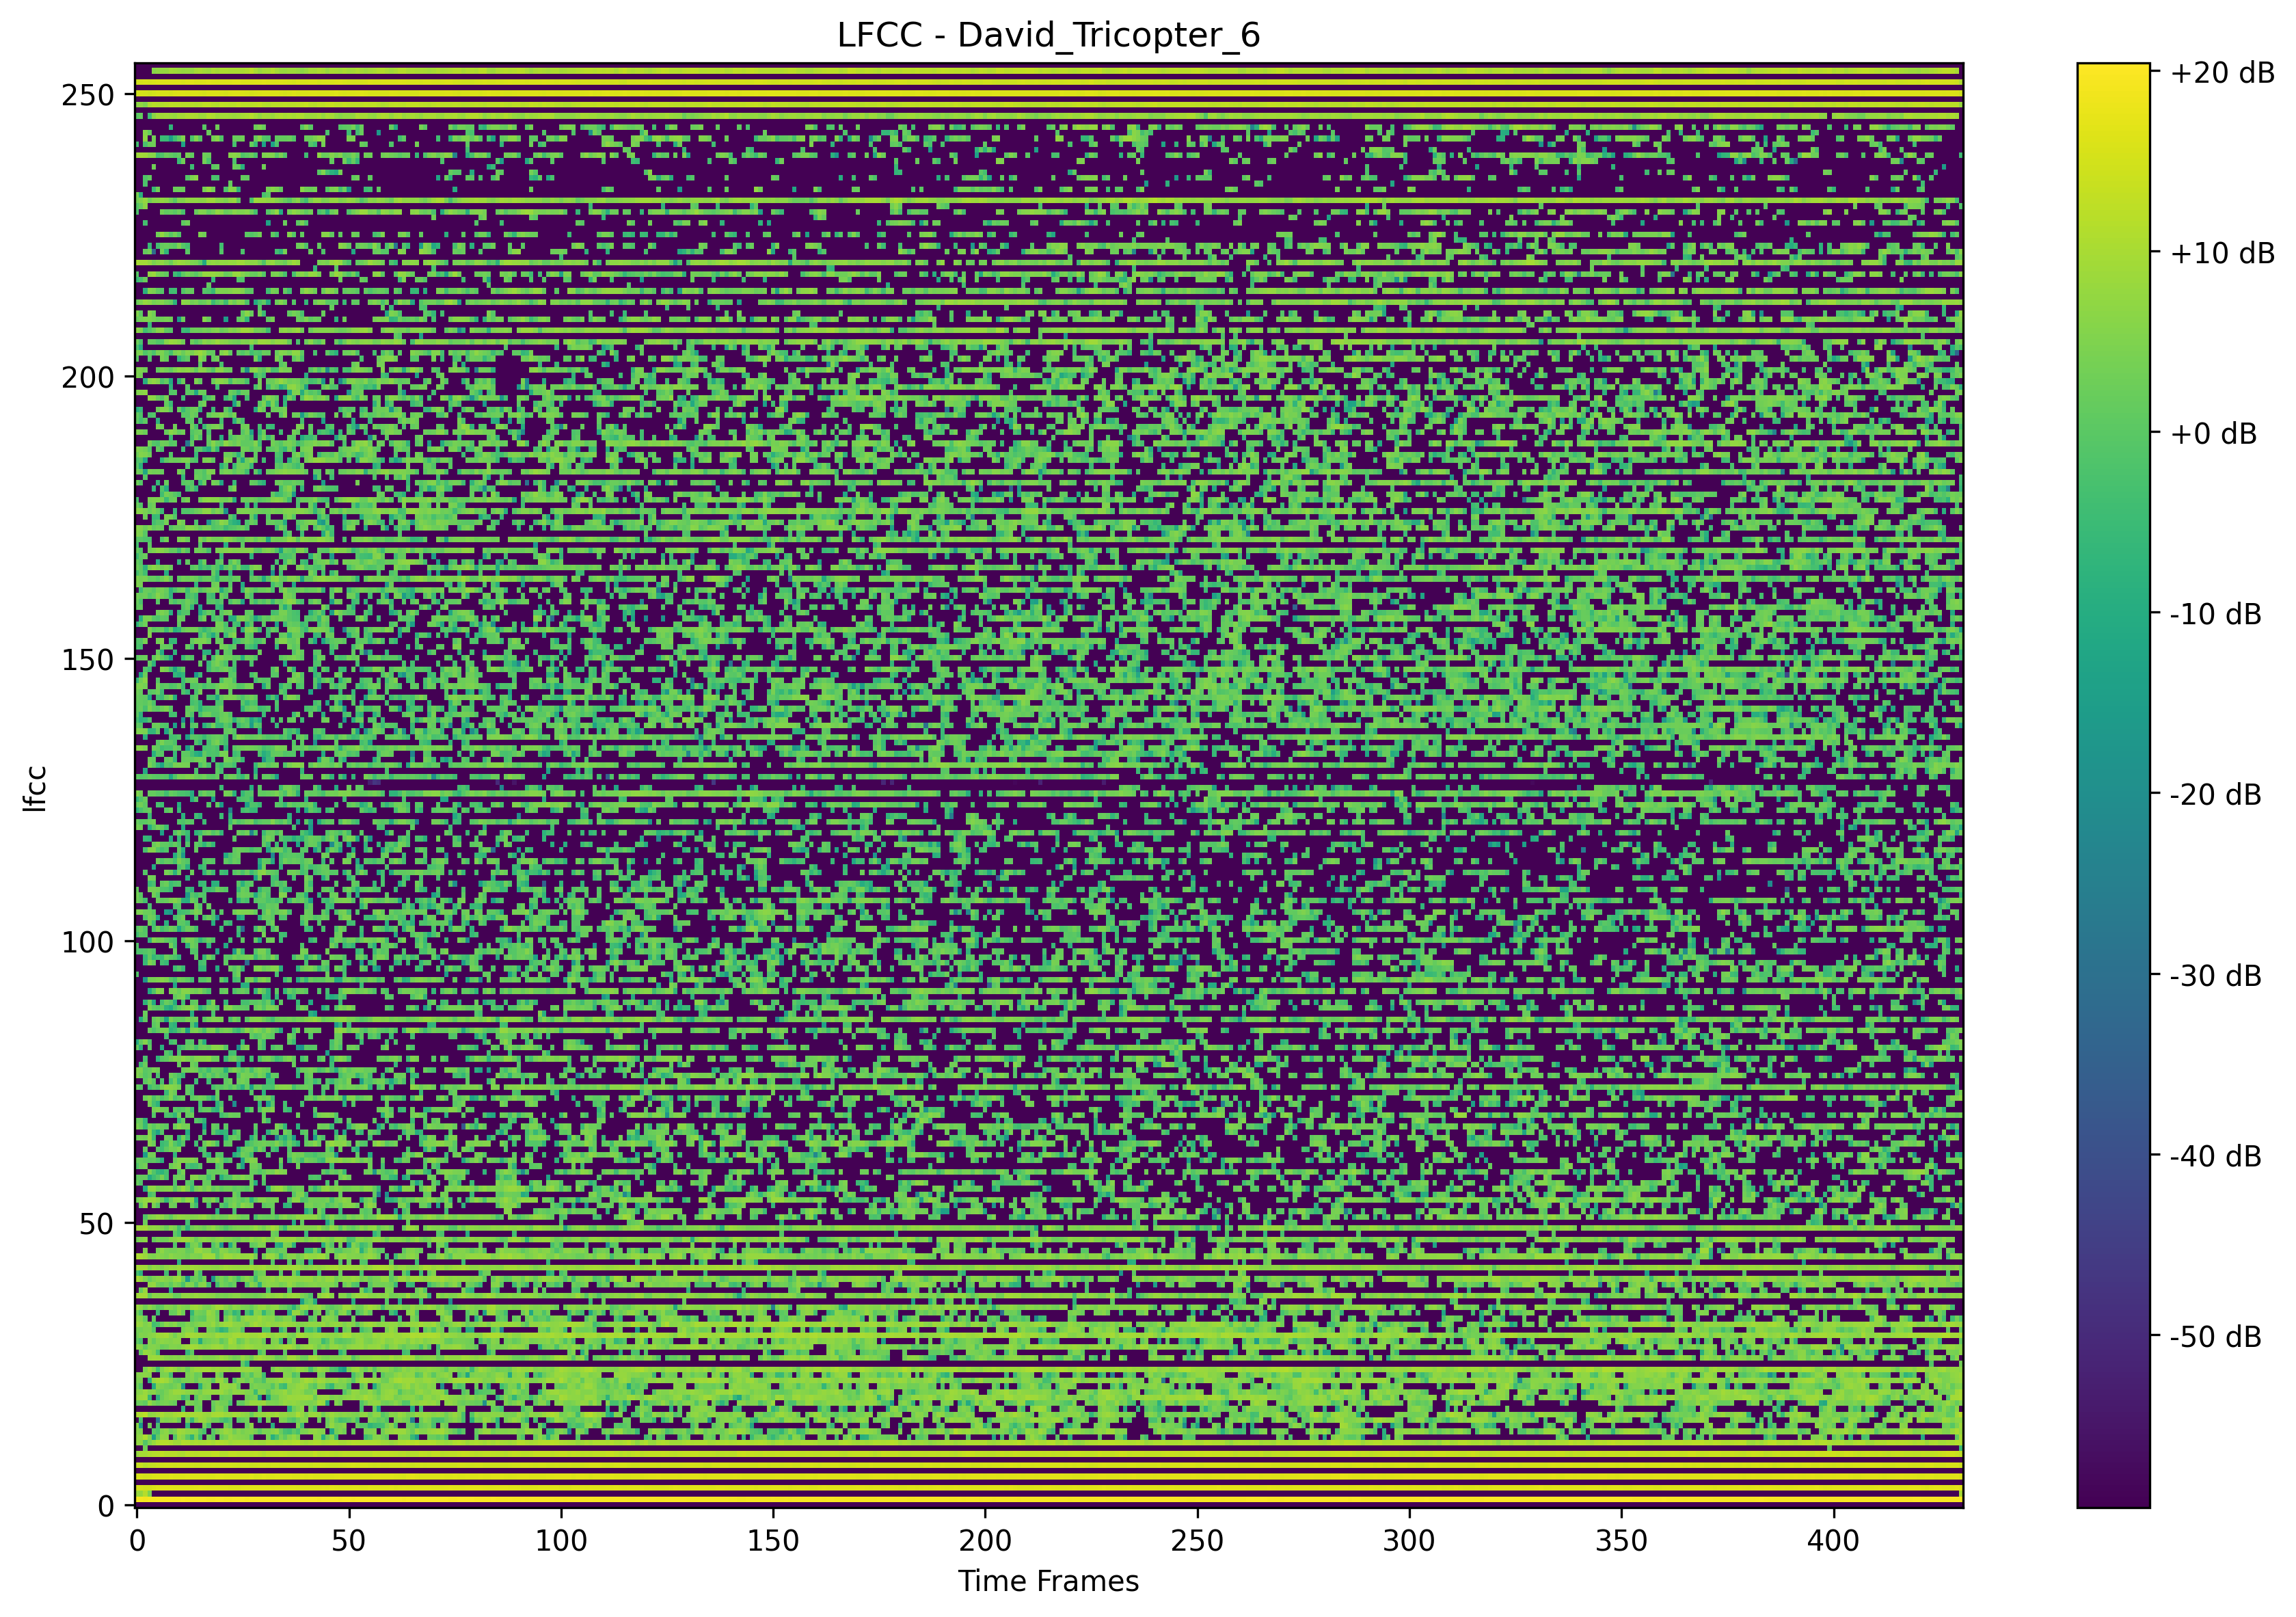 LFCC - David_Tricopter_6
lfcc
250
200
150
100
50
0
0 50 100 150 200 250 300 350 400
Time Frames
+20 dB
+10 dB
+0 dB
-10 dB
-20 dB
-30 dB
-40 dB
-50 dB